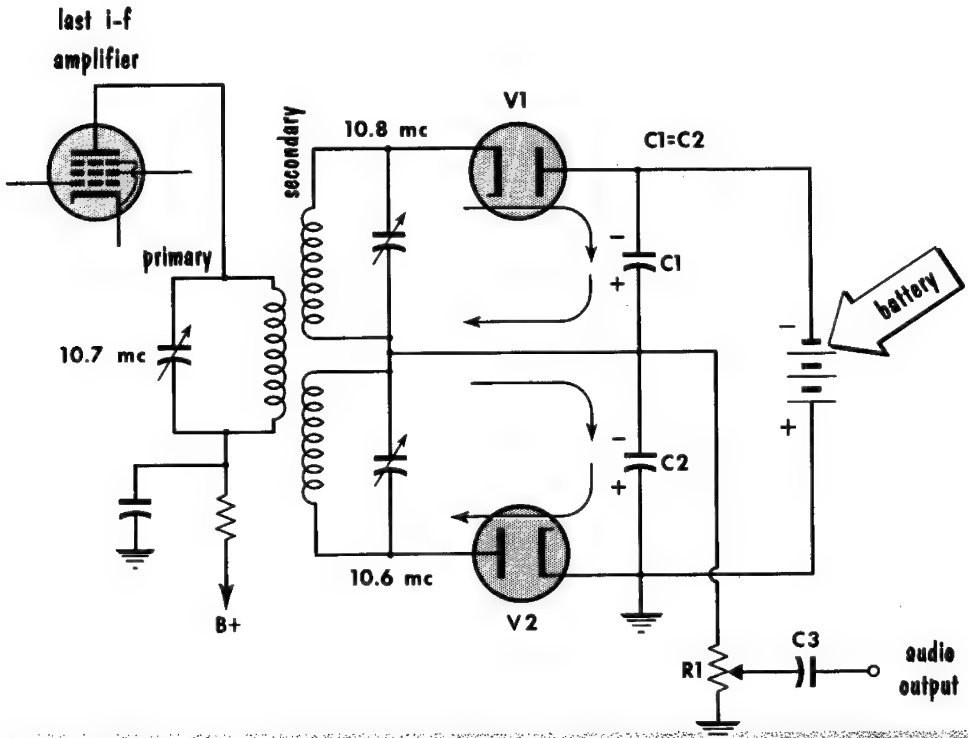 last i-f
amplifier
V1
secondary
10.8 mc
C1=C2
primary
−
C1
+
battery
−
10.7 mc
+
−
C2
+
10.6 mc
V2
B+
R1
C3
audio
output